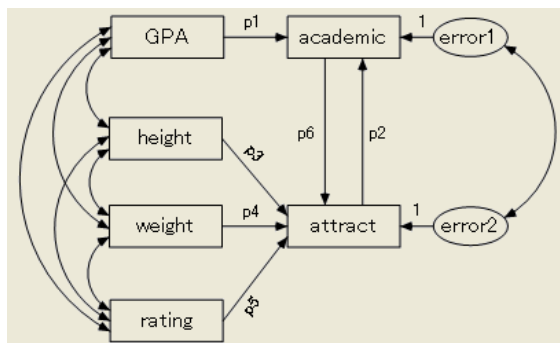 GPA
p1
academic
1
error1
height
p3
p6
p2
weight
p4
attract
1
error2
rating
p5